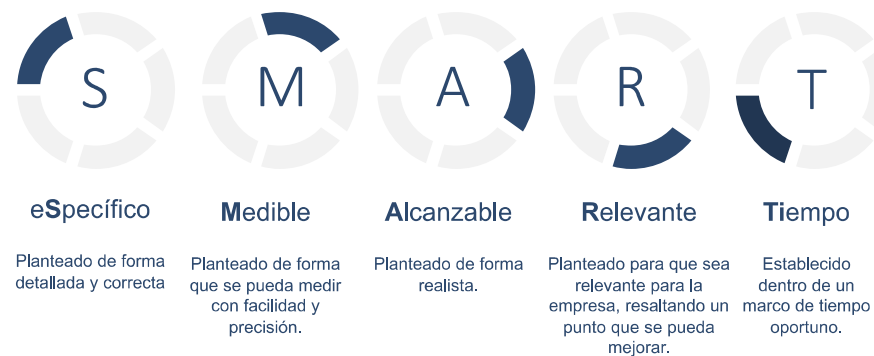 S
M
A
R
T
eSpecífico
Medible
Alcanzable
Relevante
Tiempo
Planteado de forma
detallada y correcta
Planteado de forma
que se pueda medir
con facilidad y
precisión.
Planteado de forma
realista.
Planteado para que sea
relevante para la
empresa, resaltando un
punto que se pueda
mejorar.
Establecido
dentro de un
marco de tiempo
oportuno.